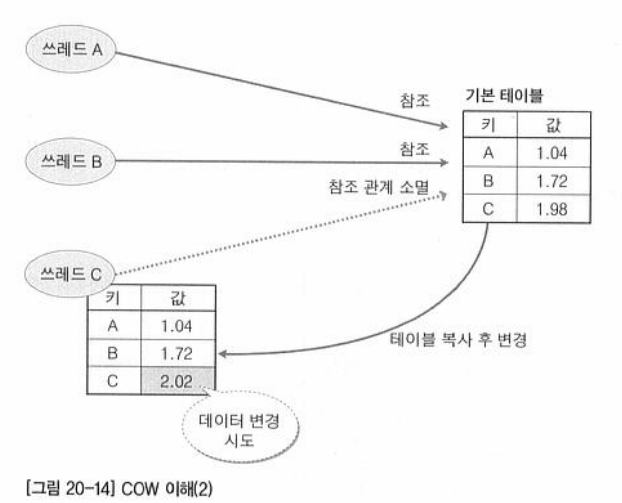 쓰레드 A
참조
기본 테이블
키 값
A 1.04
B 1.72
C 1.98
쓰레드 B
참조
참조 관계 소멸
쓰레드 C
키 값
A 1.04
B 1.72
C 2.02
테이블 복사 후 변경
데이터 변경
시도
[그림 20-14] COW 이해(2)